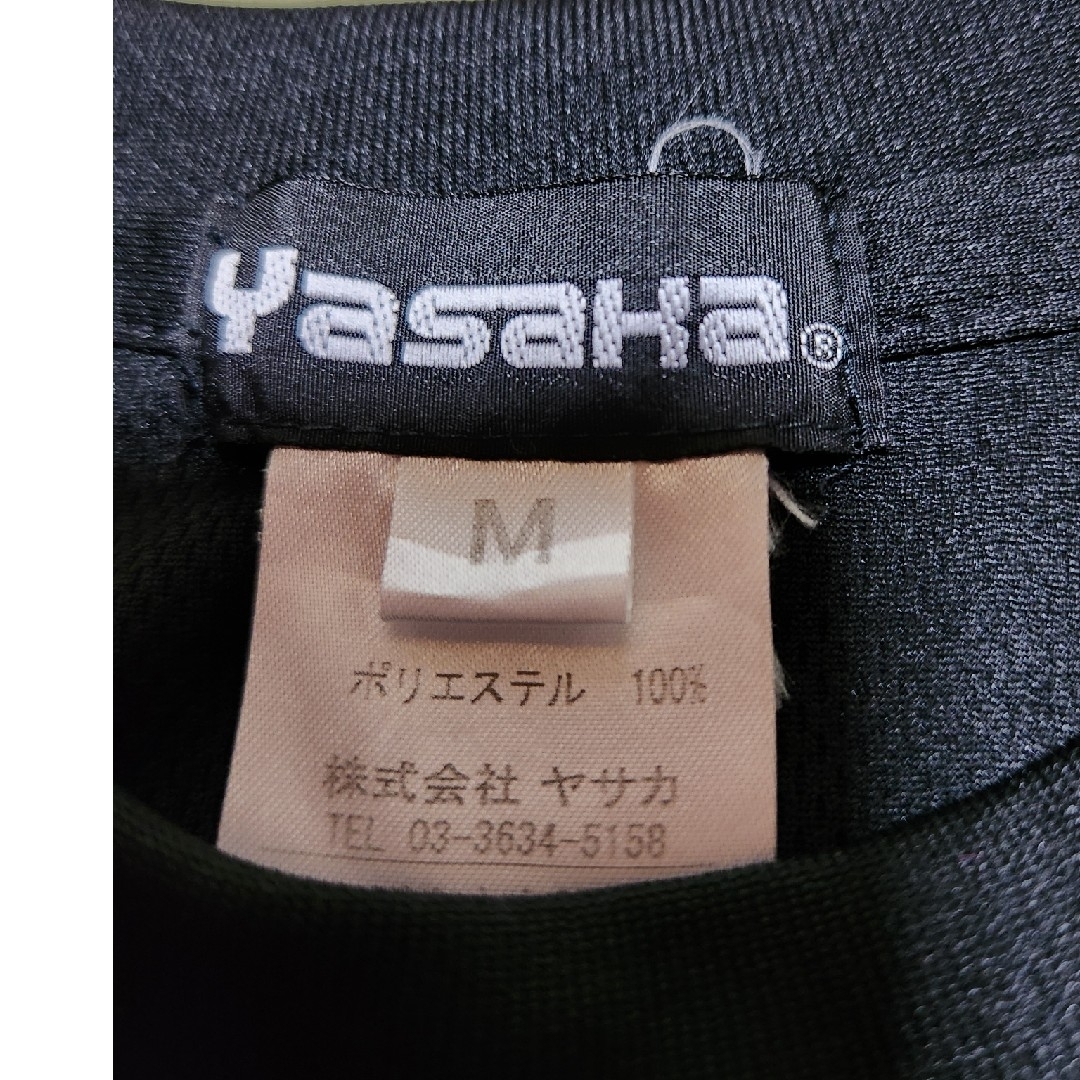 Yasaka®
M
ポリエステル 100%
株式会社 ヤサカ
TEL 03-3634-5158